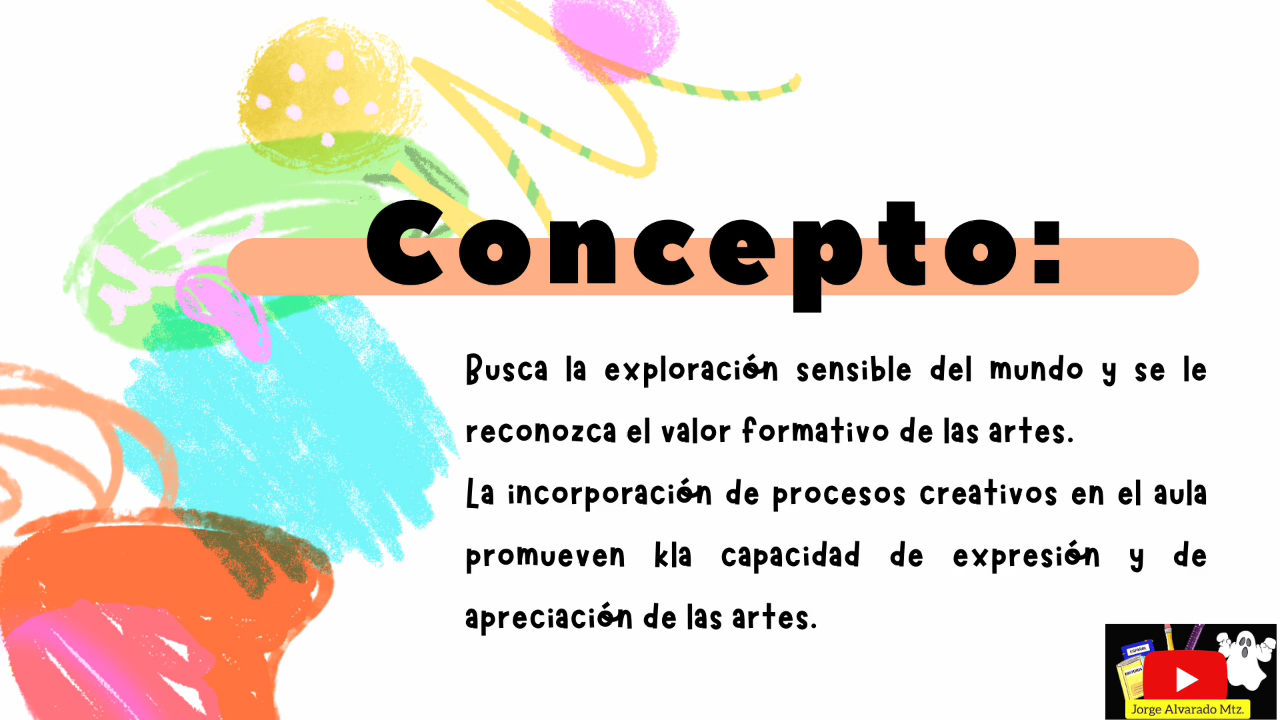 Concepto:
Busca la exploración sensible del mundo y se le
reconozca el valor formativo de las artes.
La incorporación de procesos creativos en el aula
promueven kla capacidad de expresión y de
apreciación de las artes.
Jorge Alvarado Mtz.